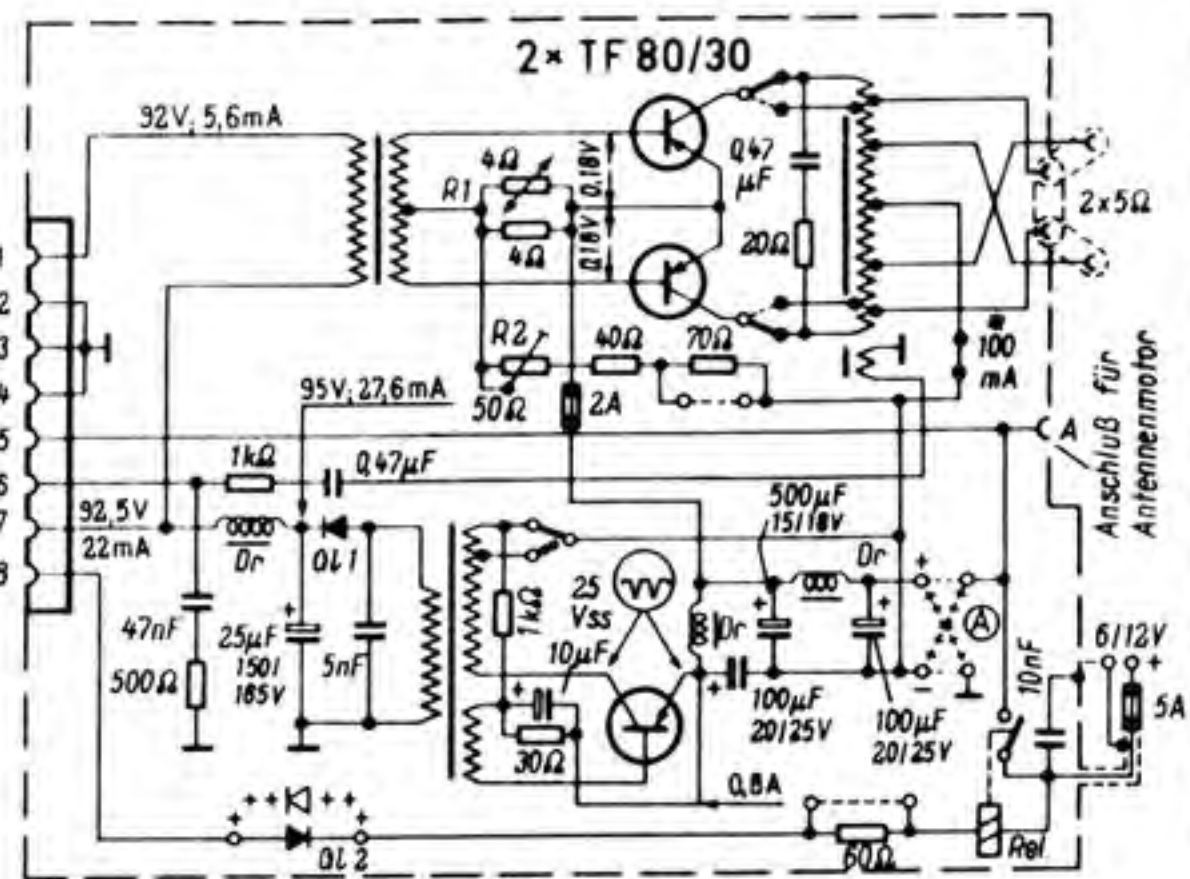 2× TF 80/30
92V; 5,6mA
4Ω
R1
4Ω
0,18V
0,18V
0,47
µF
20Ω
2×5Ω
1
2
3
4
5
6
7
8
R2
50Ω
40Ω
70Ω
2A
*
100
mA
95V; 27,6mA
A
Anschluß für
Antennenmotor
1kΩ
0,47µF
92,5V
22mA
Dr
Gl 1
47nF
500Ω
25µF
150/
165V
5nF
1kΩ
25
Vss
10µF
30Ω
500µF
15/18V
Dr
Dr
100µF
20/25V
100µF
20/25V
A
10nF
6/12V
5A
0,8A
Gl 2
60Ω
Rel